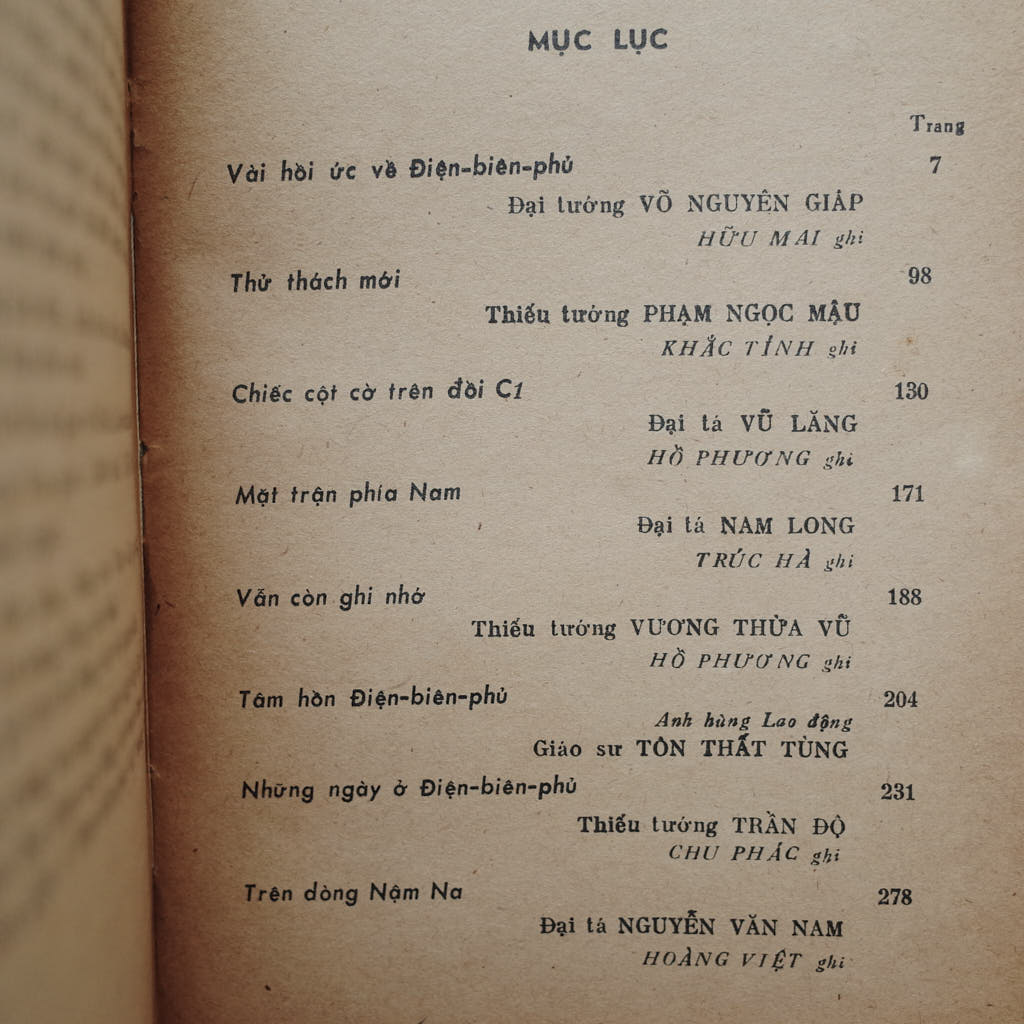 MỤC LỤC
Trang
Vài hồi ức về Điện-biên-phủ 7
Đại tướng VÕ NGUYÊN GIÁP
HỮU MAI ghi
Thử thách mới 98
Thiếu tướng PHẠM NGỌC MẬU
KHẮC TÍNH ghi
Chiếc cột cờ trên đồi C1 130
Đại tá VŨ LĂNG
HỒ PHƯƠNG ghi
Mặt trận phía Nam 171
Đại tá NAM LONG
TRÚC HÀ ghi
Vẫn còn ghi nhớ 188
Thiếu tướng VƯƠNG THỪA VŨ
HỒ PHƯƠNG ghi
Tâm hồn Điện-biên-phủ 204
Anh hùng Lao động
Giáo sư TÔN THẤT TÙNG
Những ngày ở Điện-biên-phủ 231
Thiếu tướng TRẦN ĐỘ
CHU PHÁC ghi
Trên dòng Nậm Na 278
Đại tá NGUYỄN VĂN NAM
HOÀNG VIỆT ghi